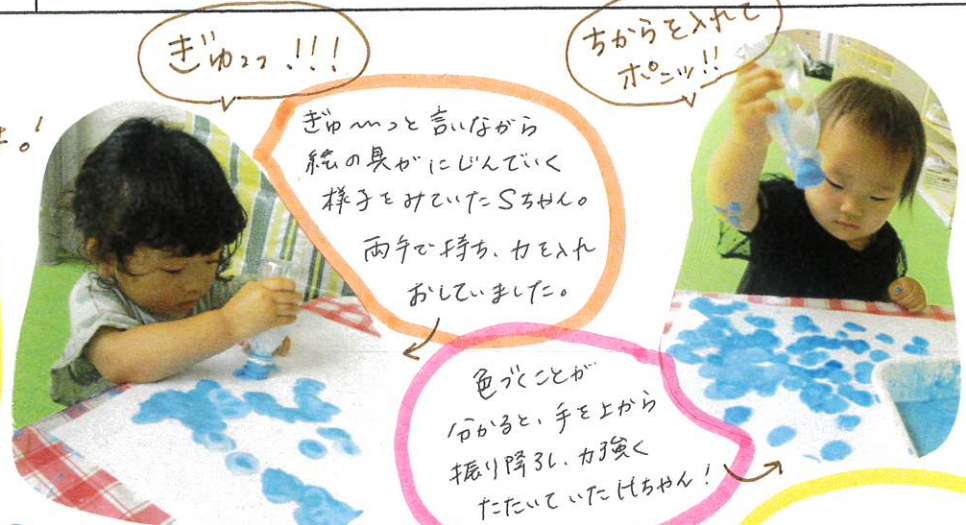 ぎゅっっ!!!
ちからを入れて
ポンッ!!
ぎゅ〜っと言いながら
絵の具がにじんでいく
様子をみていたSちゃん。
両手で持ち、力を入れ
おしていました。
色づくことが
分かると、手を上から
振り降ろし、力強く
たたいていたHちゃん!